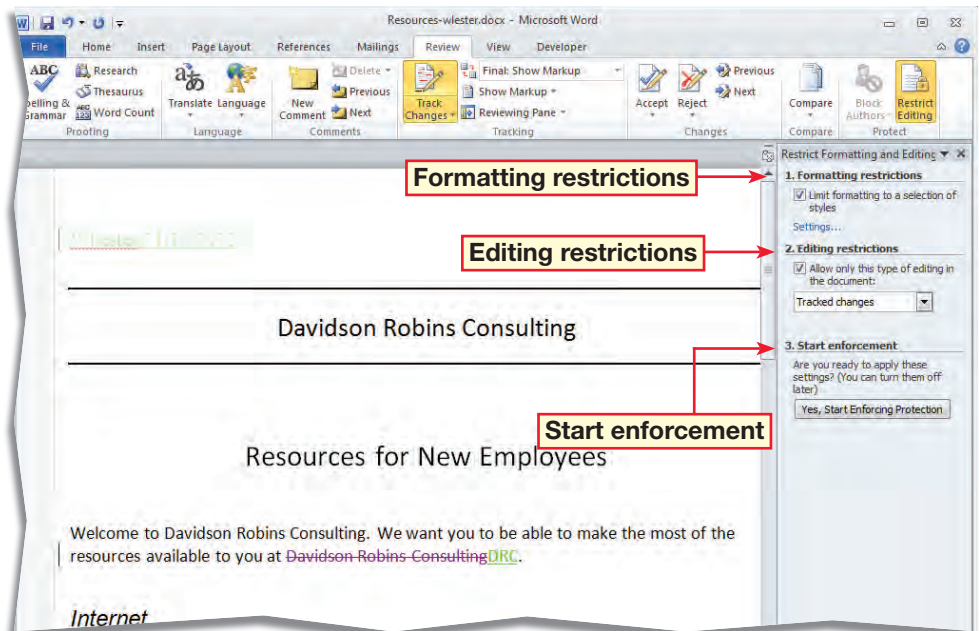 Resources-wlester.docx - Microsoft Word
File Home Insert Page Layout References Mailings Review View Developer
ABC Research Delete Final: Show Markup Previous
Thesaurus Previous Show Markup Next
pelling & Grammar ABC 123 Word Count Translate Language New Comment Next Track Changes Reviewing Pane Accept Reject Compare Block Authors Restrict Editing
Proofing Language Comments Tracking Changes Compare Protect
Restrict Formatting and Editing
Formatting restrictions
1. Formatting restrictions
Limit formatting to a selection of
styles
Settings...
Editing restrictions
2. Editing restrictions
Allow only this type of editing in
the document:
Tracked changes
Davidson Robins Consulting
3. Start enforcement
Are you ready to apply these
settings? (You can turn them off
later)
Yes, Start Enforcing Protection
Start enforcement
Resources for New Employees
Welcome to Davidson Robins Consulting. We want you to be able to make the most of the
resources available to you at Davidson Robins ConsultingDRC.
Internet